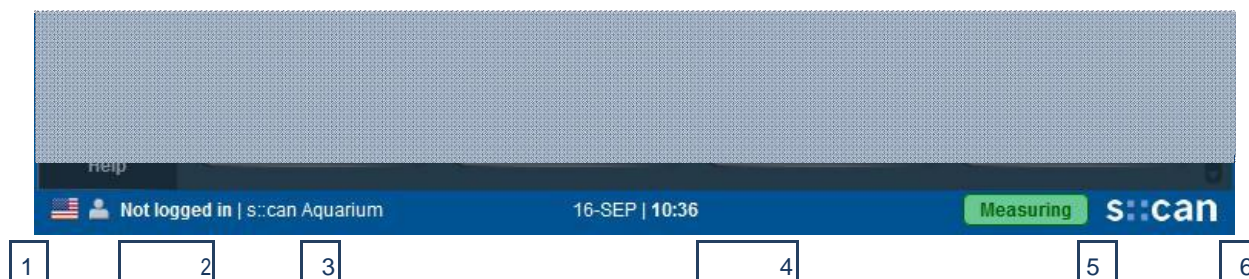 Help
Not logged in | s::can Aquarium 16-SEP | 10:36 Measuring s::can
1 2 3 4 5 6